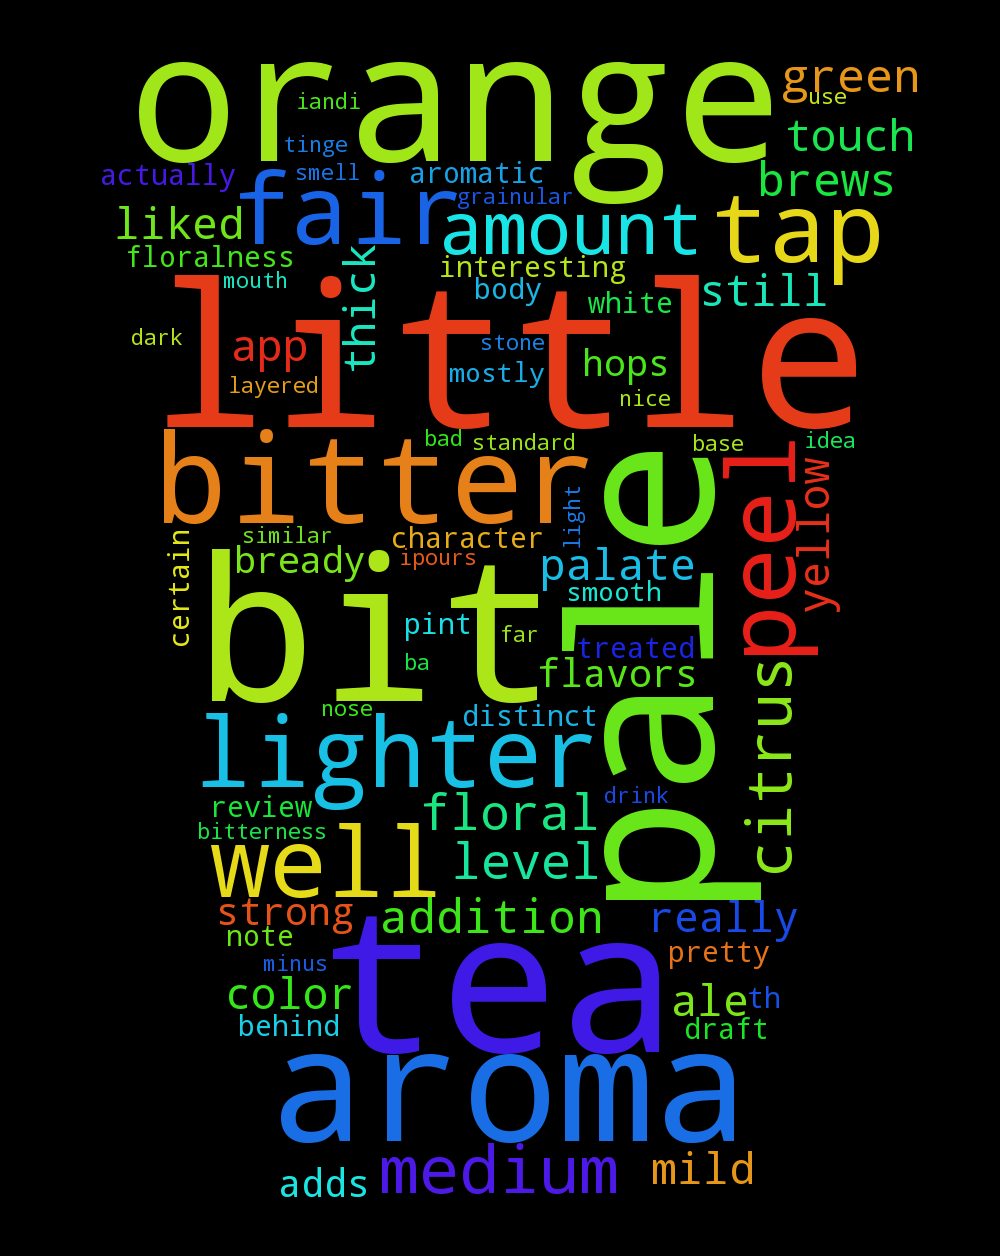 orange
green
use
iandi
touch
tinge
smell
aromatic
actually
brews
grainular
fair
liked
amount
tap
floralness
thick
interesting
mouth
body
white
still
little
dark
app
stone
hops
layered
mostly
nice
bitter
bad
standard
base
idea
pale
peel
yellow
light
certain
similar
character
bready
ipours
palate
bit
smooth
pint
far
treated
ba
flavors
citrus
nose
distinct
lighter
drink
review
floral
bitterness
well
level
strong
addition
really
note
pretty
minus
tea
color
ale
th
behind
draft
aroma
adds
medium
mild